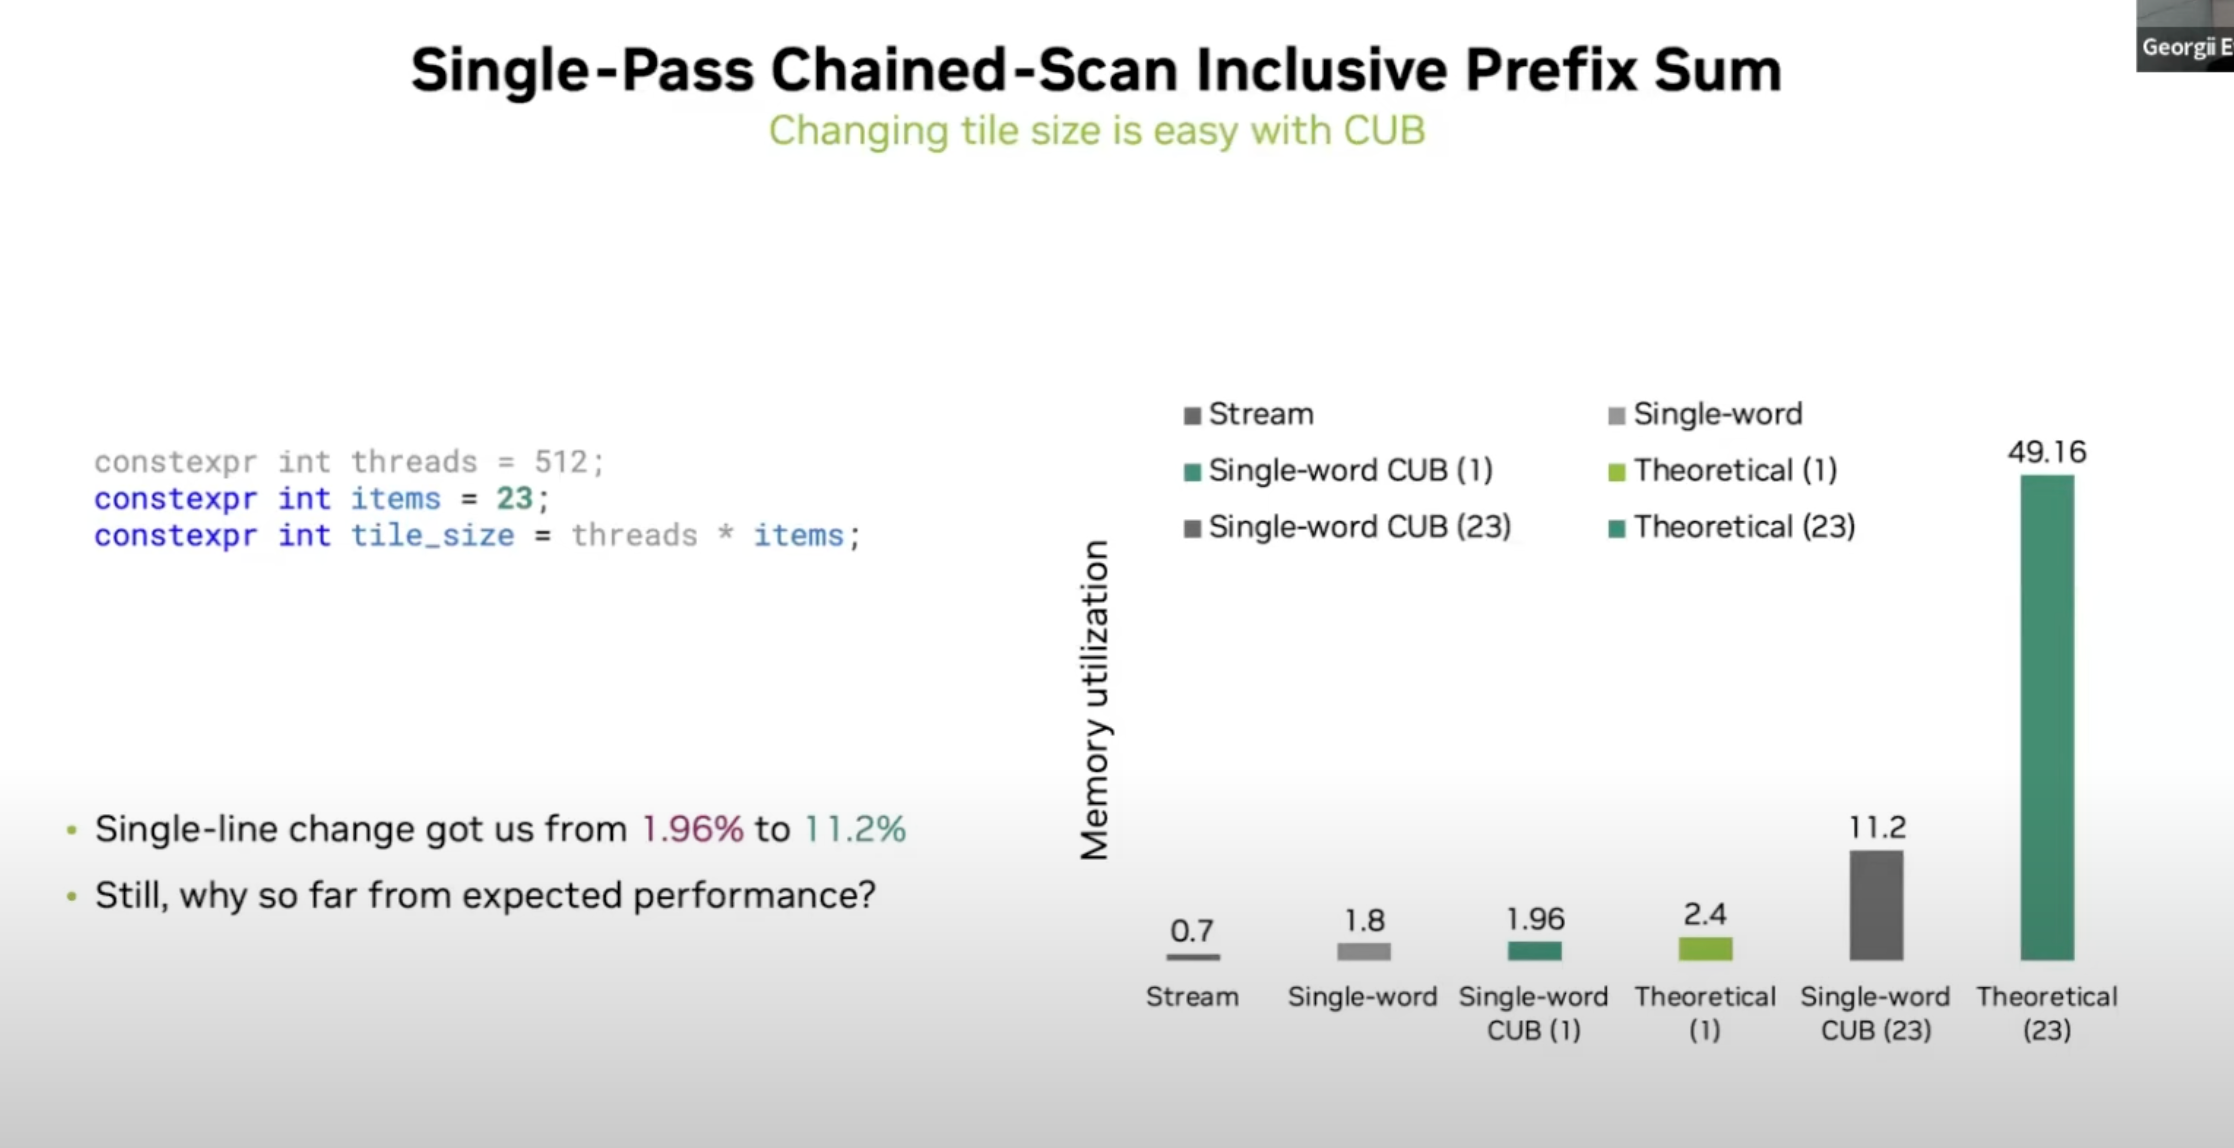 Georgii E
Single-Pass Chained-Scan Inclusive Prefix Sum
Changing tile size is easy with CUB
constexpr int threads = 512;
constexpr int items = 23;
constexpr int tile_size = threads * items;
• Single-line change got us from 1.96% to 11.2%
• Still, why so far from expected performance?
Stream
Single-word
Single-word CUB (1)
Theoretical (1)
Single-word CUB (23)
Theoretical (23)
Memory utilization
0.7
1.8
1.96
2.4
11.2
49.16
Stream
Single-word
Single-word
CUB (1)
Theoretical
(1)
Single-word
CUB (23)
Theoretical
(23)